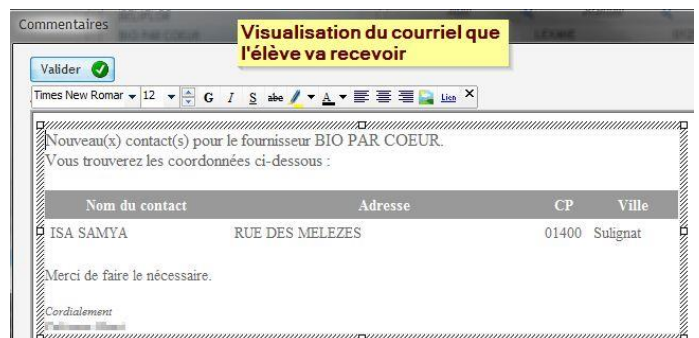 Commentaires
Visualisation du courriel que
l'élève va recevoir
Valider
Times New Romar 12 G I S abc A Lien X
Nouveau(x) contact(s) pour le fournisseur BIO PAR COEUR.
Vous trouverez les coordonnées ci-dessous :
Nom du contact Adresse CP Ville
ISA SAMYA RUE DES MELEZES 01400 Sulignat
Merci de faire le nécessaire.
Cordialement